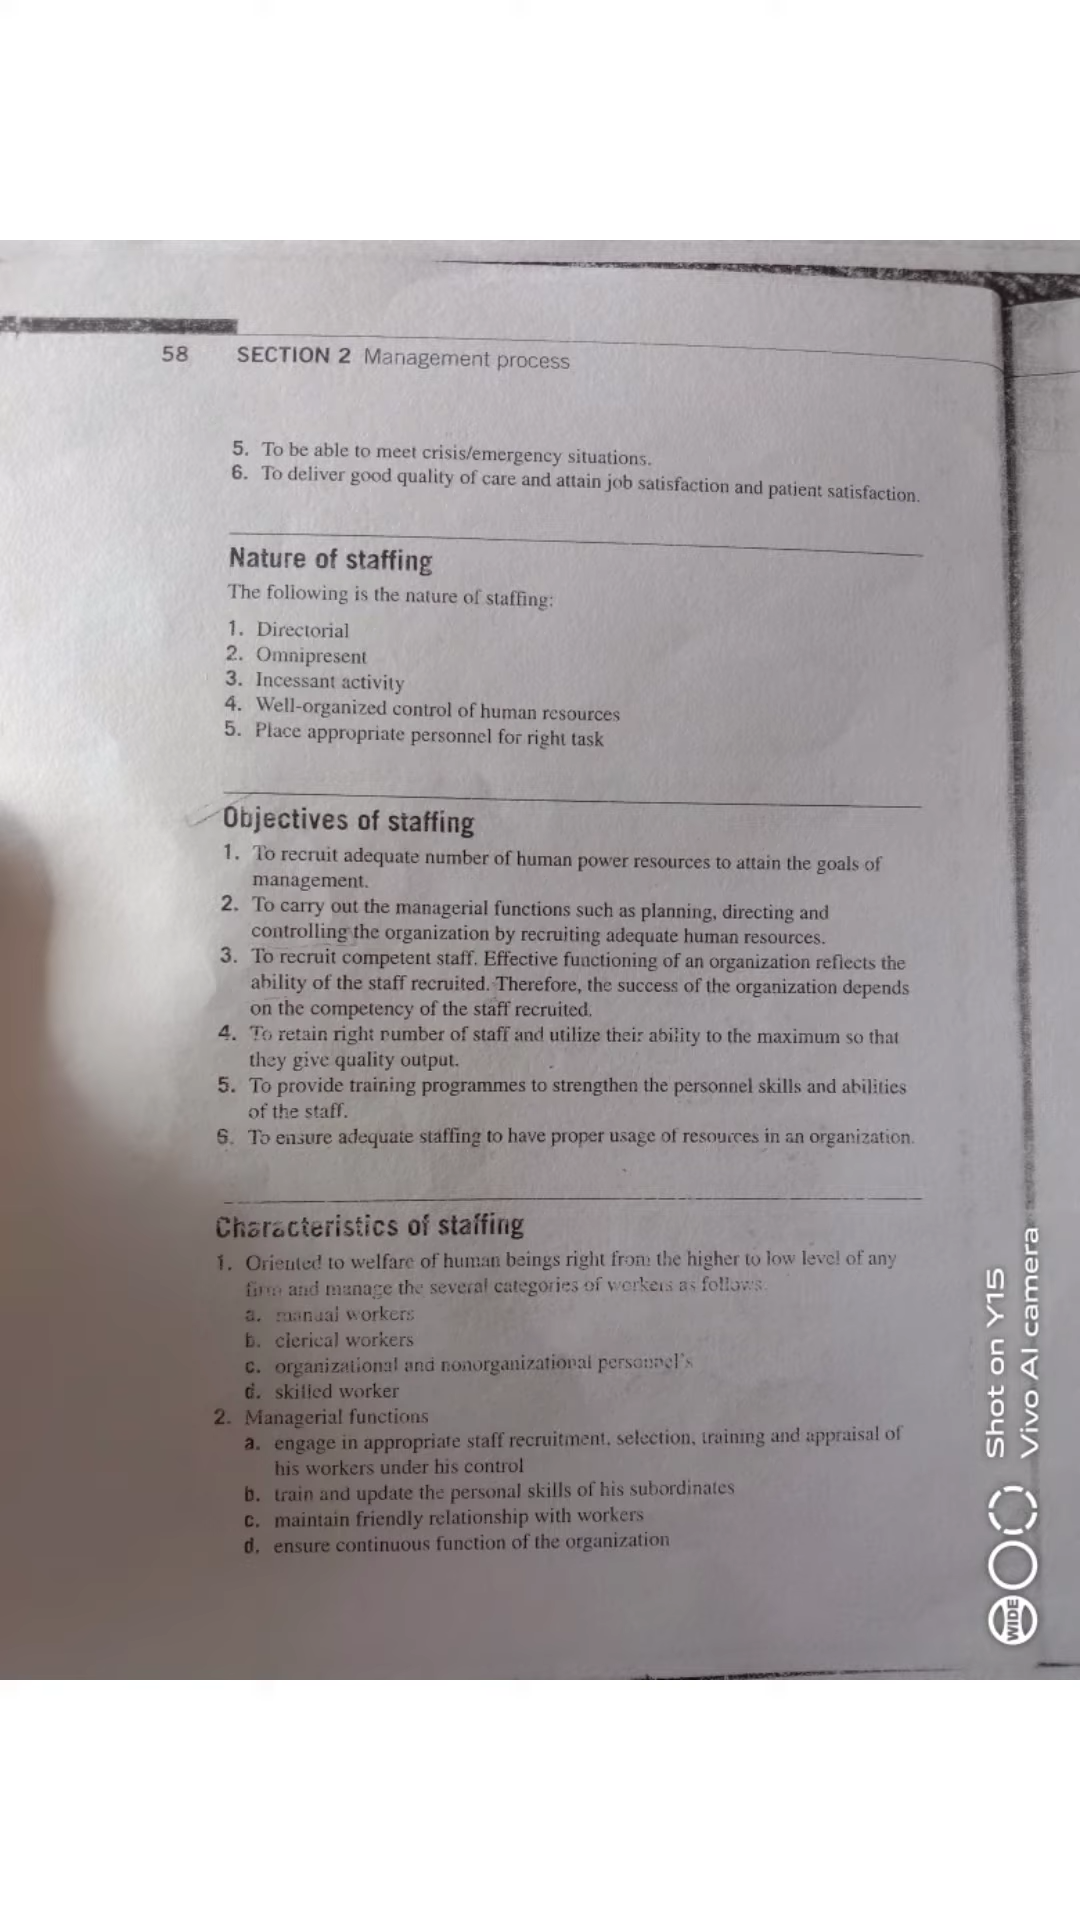 58 SECTION 2 Management process
5. To be able to meet crisis/emergency situations.
6. To deliver good quality of care and attain job satisfaction and patient satisfaction.
Nature of staffing
The following is the nature of staffing:
1. Directorial
2. Omnipresent
3. Incessant activity
4. Well-organized control of human resources
5. Place appropriate personnel for right task
Objectives of staffing
1. To recruit adequate number of human power resources to attain the goals of
management.
2. To carry out the managerial functions such as planning, directing and
controlling the organization by recruiting adequate human resources.
3. To recruit competent staff. Effective functioning of an organization reflects the
ability of the staff recruited. Therefore, the success of the organization depends
on the competency of the staff recruited.
4. To retain right number of staff and utilize their ability to the maximum so that
they give quality output.
5. To provide training programmes to strengthen the personnel skills and abilities
of the staff.
6. To ensure adequate staffing to have proper usage of resources in an organization.
Characteristics of staffing
1. Oriented to welfare of human beings right from the higher to low level of any
firm and manage the several categories of workers as follows.
a. manual workers
b. clerical workers
c. organizational and nonorganizational personnel's
d. skilled worker
2. Managerial functions
a. engage in appropriate staff recruitment, selection, training and appraisal of
his workers under his control
b. train and update the personal skills of his subordinates
c. maintain friendly relationship with workers
d. ensure continuous function of the organization
WIDE
Shot on Y15
Vivo AI camera